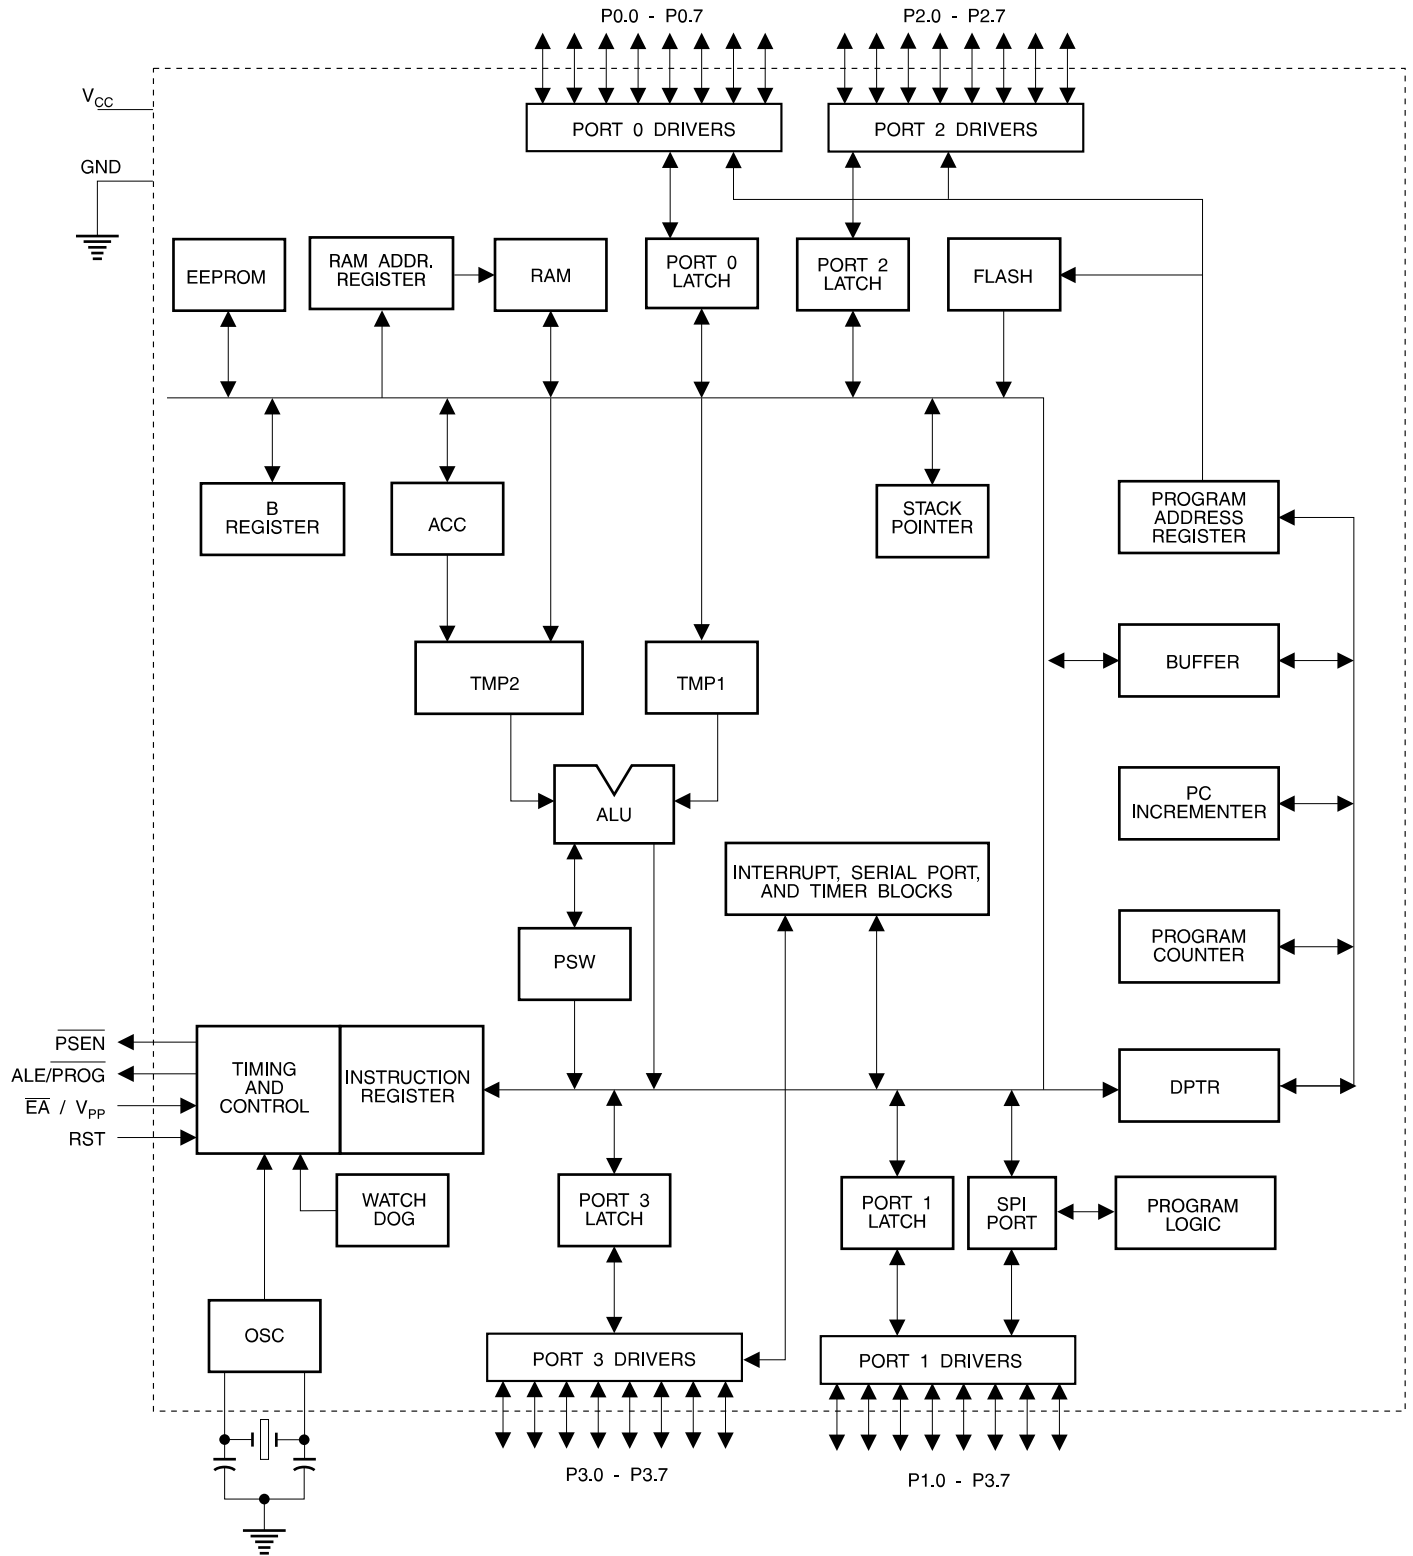 P0.0 - P0.7
P2.0 - P2.7
VCC
GND
PORT 0 DRIVERS
PORT 2 DRIVERS
EEPROM
RAM ADDR.
REGISTER
RAM
PORT 0
LATCH
PORT 2
LATCH
FLASH
B
REGISTER
ACC
STACK
POINTER
PROGRAM
ADDRESS
REGISTER
TMP2
TMP1
BUFFER
ALU
PC
INCREMENTER
INTERRUPT, SERIAL PORT,
AND TIMER BLOCKS
PSW
PROGRAM
COUNTER
PSEN
ALE/PROG
EA / VPP
RST
TIMING
AND
CONTROL
INSTRUCTION
REGISTER
DPTR
WATCH
DOG
PORT 3
LATCH
PORT 1
LATCH
SPI
PORT
PROGRAM
LOGIC
OSC
PORT 3 DRIVERS
PORT 1 DRIVERS
P3.0 - P3.7
P1.0 - P3.7